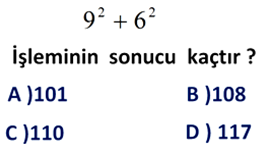 9² + 6²
İşleminin sonucu kaçtır ?
A )101 B )108
C )110 D ) 117